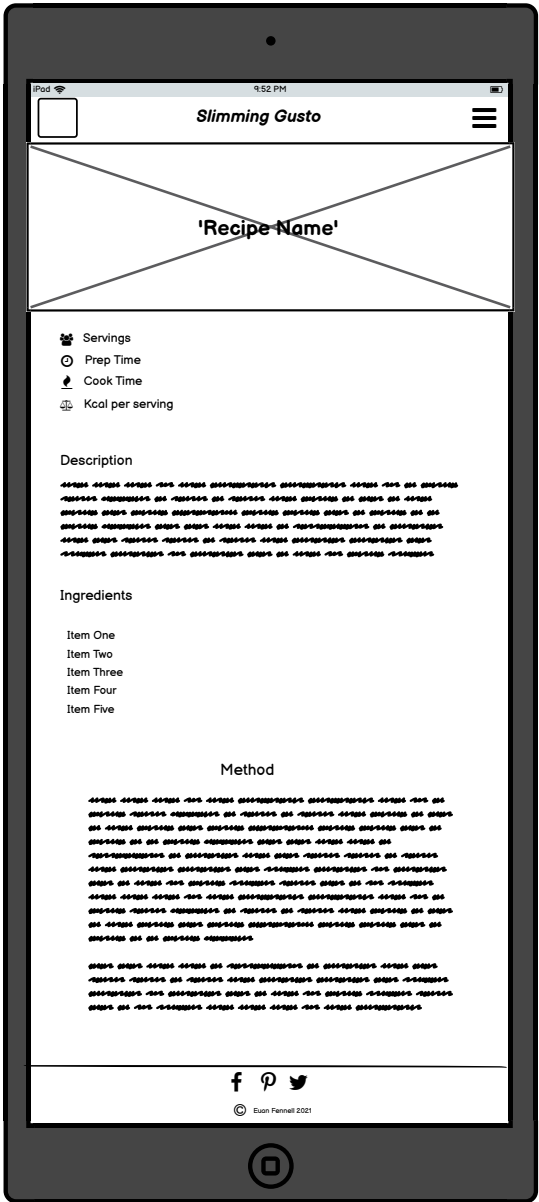 iPad
9:52 PM
Slimming Gusto
'Recipe Name'
Servings
Prep Time
Cook Time
Kcal per serving
Description
Ingredients
Item One
Item Two
Item Three
Item Four
Item Five
Method
© Euan Fennell 2021